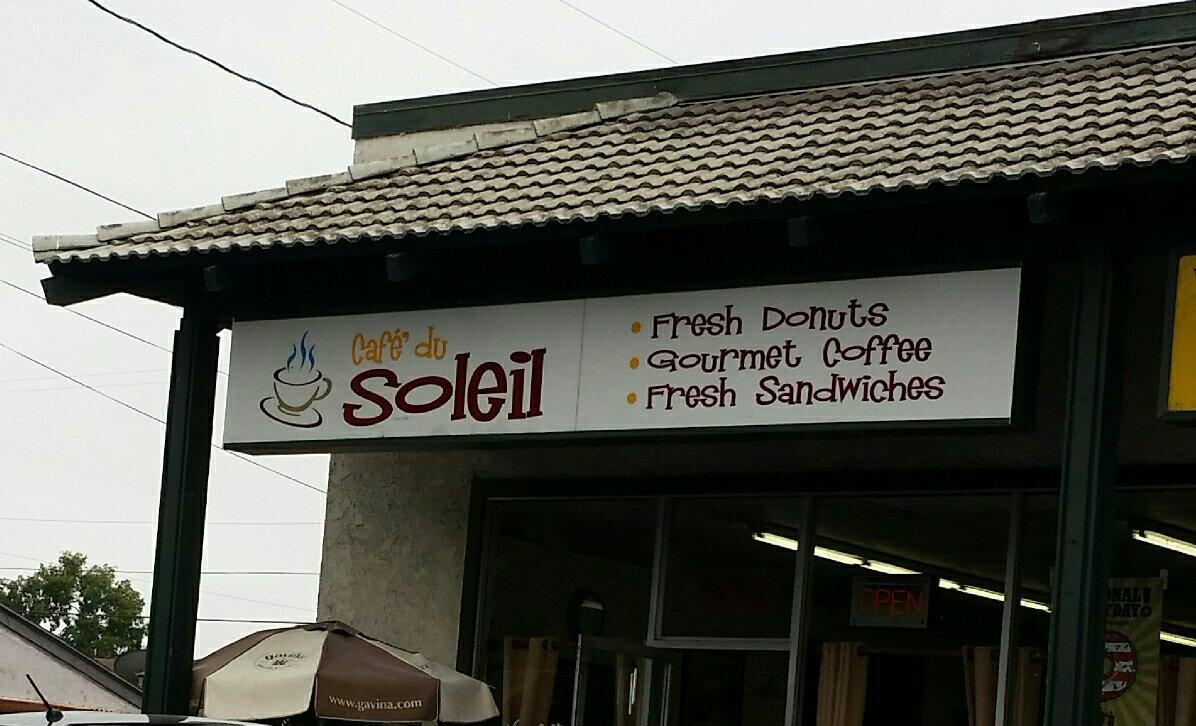 Café du
Soleil
• Fresh Donuts
• Gourmet Coffee
• Fresh Sandwiches
OPEN
www.gavina.com